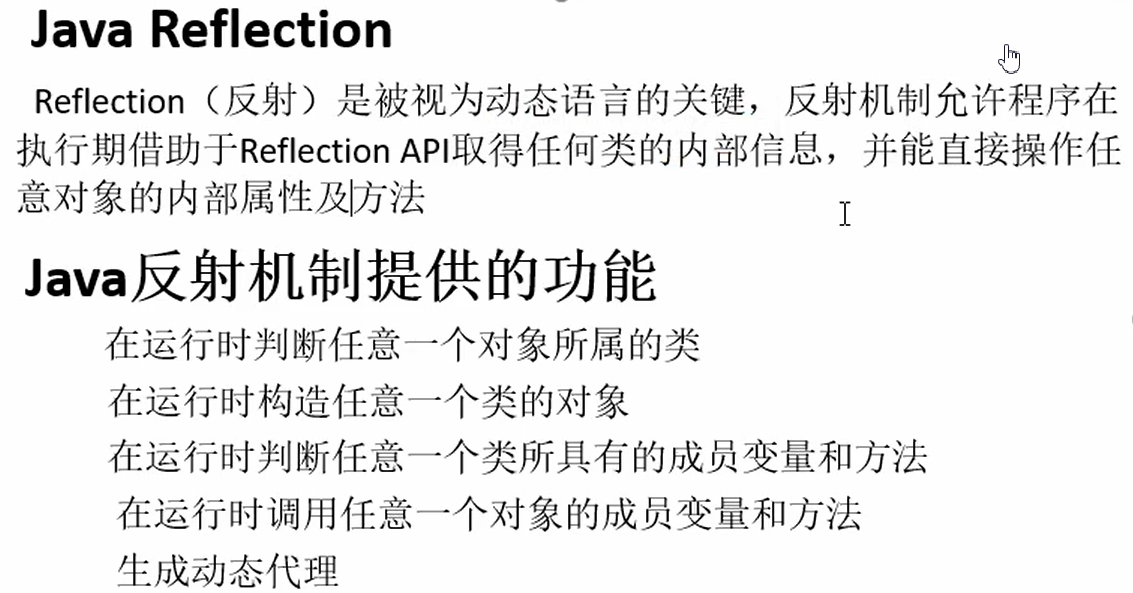 Java Reflection
Reflection（反射）是被视为动态语言的关键，反射机制允许程序在
执行期借助于Reflection API取得任何类的内部信息，并能直接操作任
意对象的内部属性及方法
Java反射机制提供的功能
在运行时判断任意一个对象所属的类
在运行时构造任意一个类的对象
在运行时判断任意一个类所具有的成员变量和方法
在运行时调用任意一个对象的成员变量和方法
生成动态代理